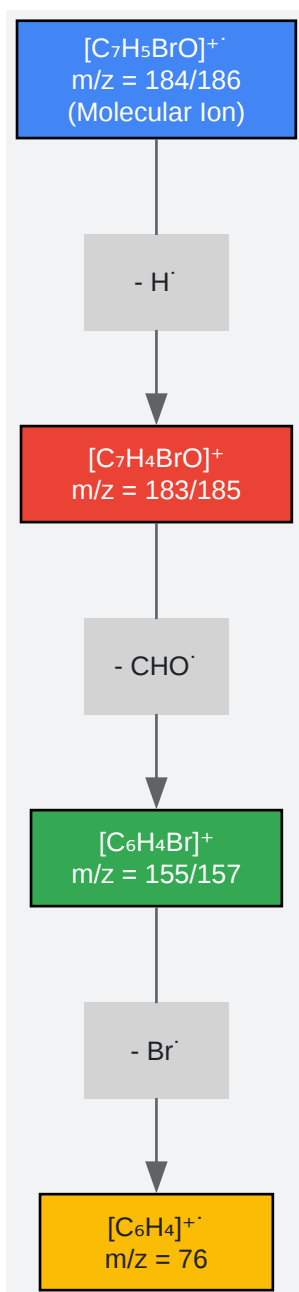 [C₇H₅BrO]⁺˙
m/z = 184/186
(Molecular Ion)
- H˙
[C₇H₄BrO]⁺
m/z = 183/185
- CHO˙
[C₆H₄Br]⁺
m/z = 155/157
- Br˙
[C₆H₄]⁺˙
m/z = 76